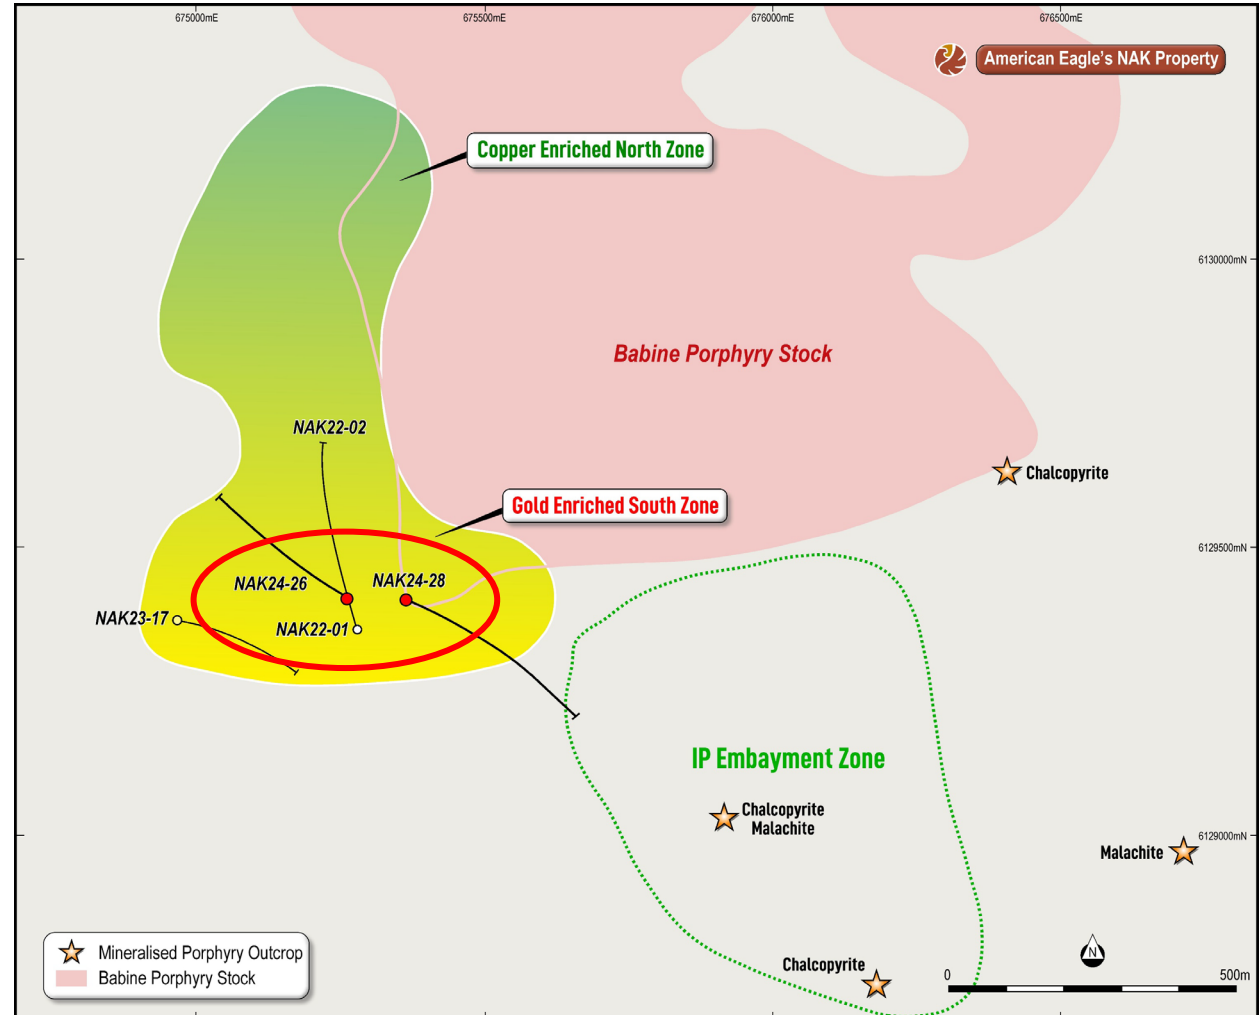 675000mE
675500mE
676000mE
676500mE
American Eagle's NAK Property
Copper Enriched North Zone
6130000mN
Babine Porphyry Stock
NAK22-02
Chalcopyrite
Gold Enriched South Zone
6129500mN
NAK24-26
NAK24-28
NAK23-17
NAK22-01
IP Embayment Zone
Chalcopyrite
Malachite
6129000mN
Malachite
Chalcopyrite
Mineralised Porphyry Outcrop
Babine Porphyry Stock
N
0
500m